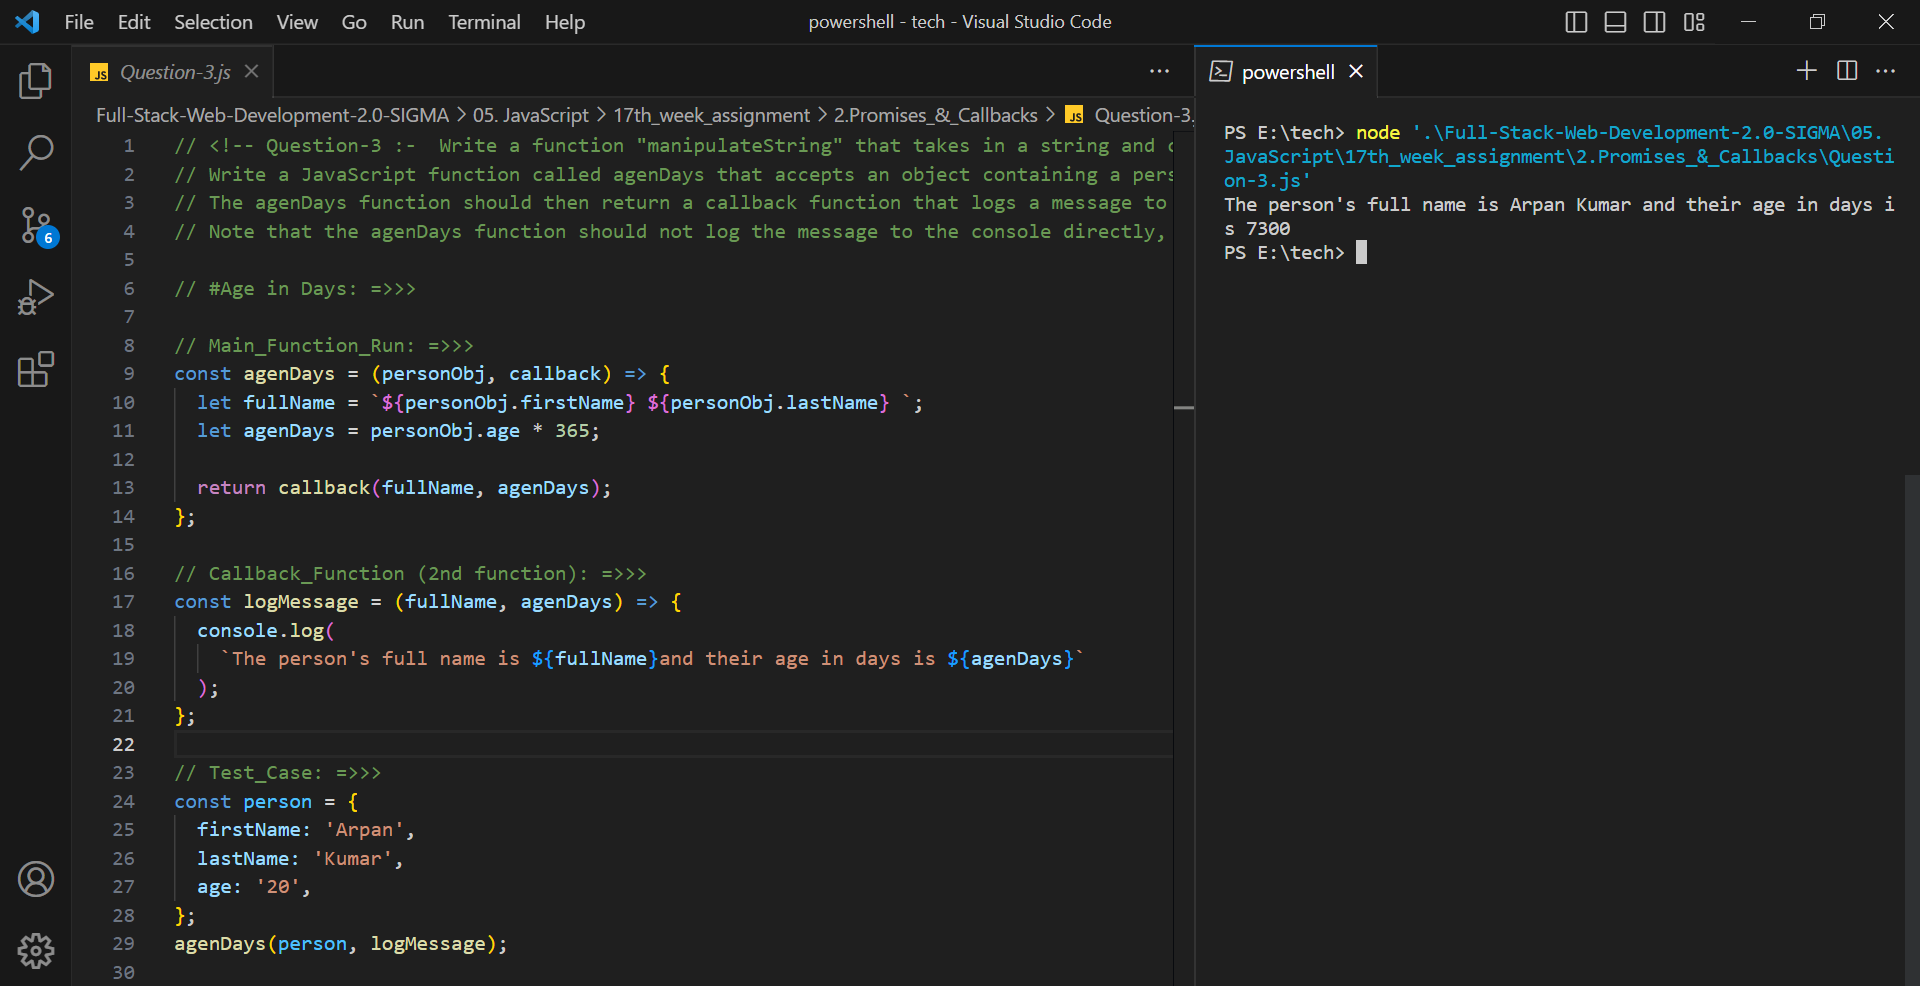 File Edit Selection View Go Run Terminal Help
powershell - tech - Visual Studio Code
JS Question-3.js
powershell
Full-Stack-Web-Development-2.0-SIGMA > 05. JavaScript > 17th_week_assignment > 2.Promises_&_Callbacks > JS Question-3.
6
1 // <!-- Question-3 :-  Write a function "manipulateString" that takes in a string and
2 // Write a JavaScript function called agenDays that accepts an object containing a
3 // The agenDays function should then return a callback function that logs a message to
4 // Note that the agenDays function should not log the message to the console directly,
5
6 // #Age in Days: =>>>
7
8 // Main_Function_Run: =>>>
9 const agenDays = (personObj, callback) => {
10   let fullName = `${personObj.firstName} ${personObj.lastName} `;
11   let agenDays = personObj.age * 365;
12
13   return callback(fullName, agenDays);
14 };
15
16 // Callback_Function (2nd function): =>>>
17 const logMessage = (fullName, agenDays) => {
18   console.log(
19     `The person's full name is ${fullName}and their age in days is ${agenDays}`
20   );
21 };
22
23 // Test_Case: =>>>
24 const person = {
25   firstName: 'Arpan',
26   lastName: 'Kumar',
27   age: '20',
28 };
29 agenDays(person, logMessage);
30
PS E:\tech> node '.\Full-Stack-Web-Development-2.0-SIGMA\05.
JavaScript\17th_week_assignment\2.Promises_&_Callbacks\Questi
on-3.js'
The person's full name is Arpan Kumar and their age in days i
s 7300
PS E:\tech>